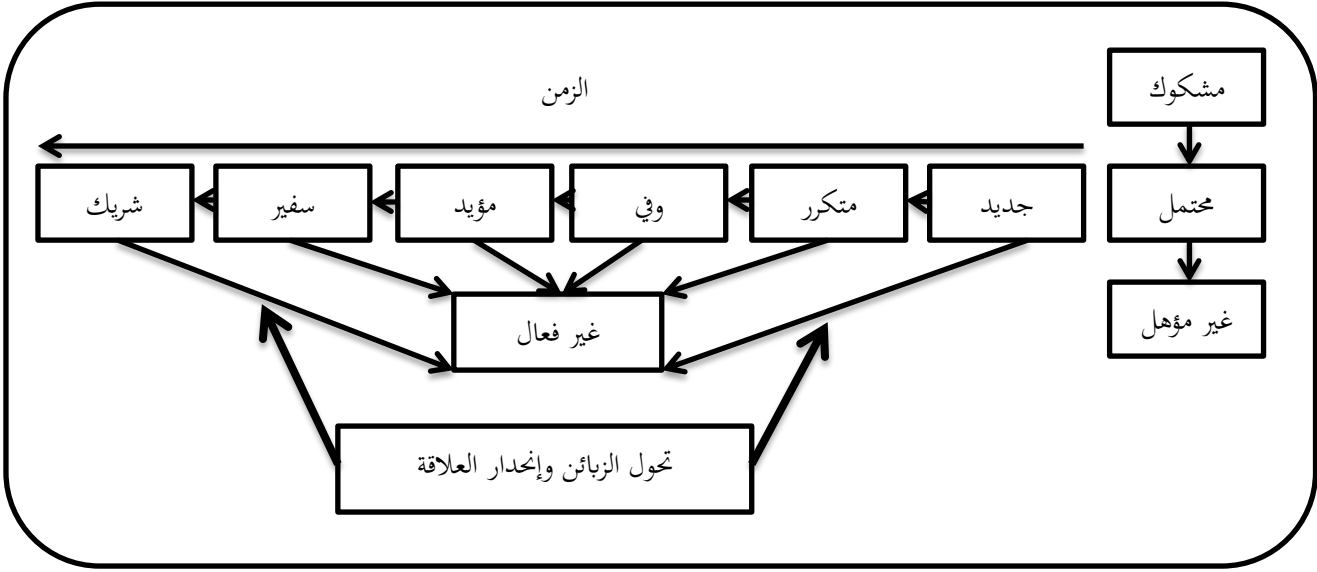 مشكوك
الزمن
محتمل
جديد
متكرر
وفي
مؤيد
سفير
شريك
غير مؤهل
غير فعال
تحول الزبائن وإنحدار العلاقة